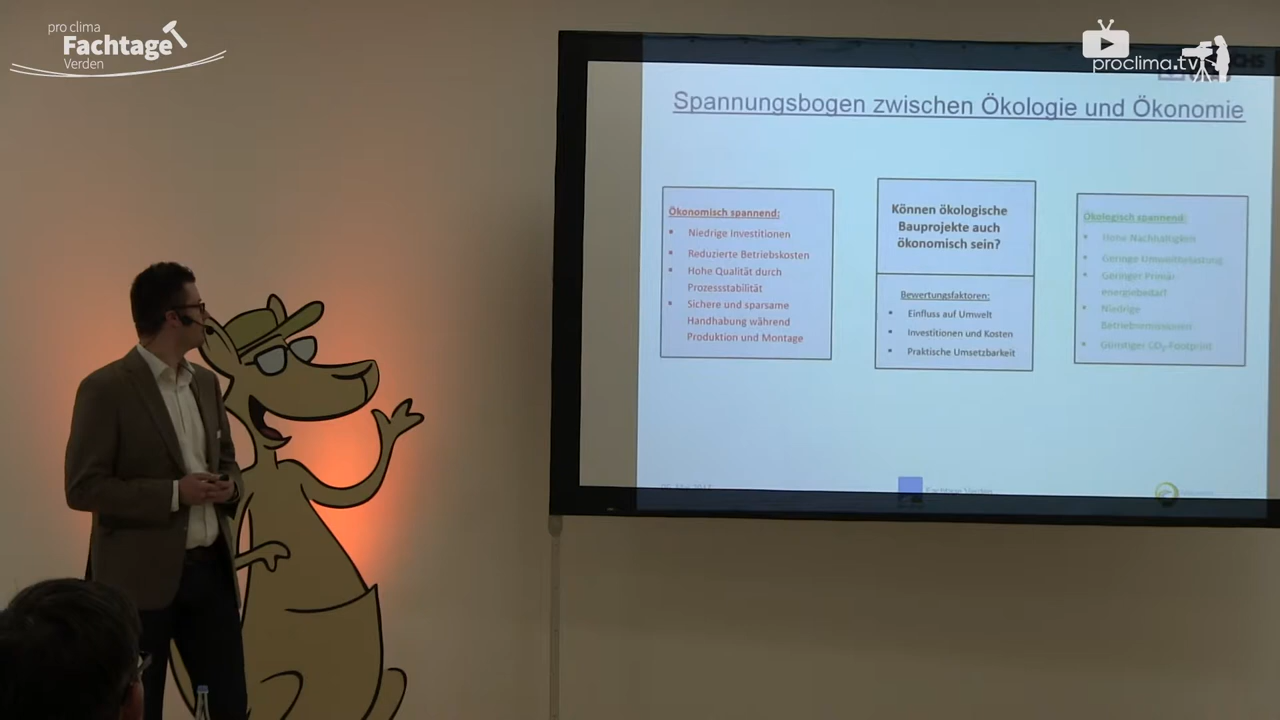 pro clima
Fachtage
Verden
proclima.tv
Spannungsbogen zwischen Ökologie und Ökonomie
Ökonomisch spannend:
Niedrige Investitionen
Reduzierte Betriebskosten
Hohe Qualität durch
Prozessstabilität
Sichere und sparsame
Handhabung während
Produktion und Montage
Können ökologische
Bauprojekte auch
ökonomisch sein?
Bewertungsfaktoren:
Einfluss auf Umwelt
Investitionen und Kosten
Praktische Umsetzbarkeit
Ökologisch spannend:
Hohe Nachhaltigkeit
Geringe Umweltbelastung
Geringer Primär-
energiebedarf
Niedrige
Betriebsemissionen
Günstiger CO₂-Footprint
Fachtage Verden